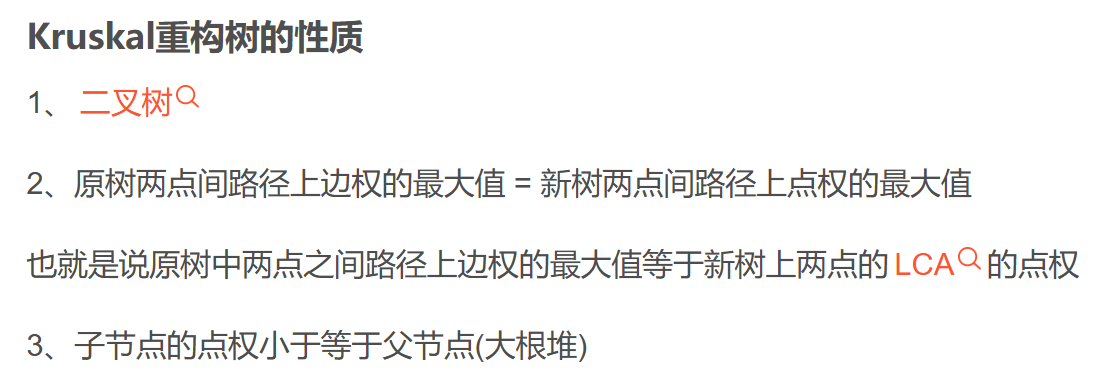 Kruskal重构树的性质
1、 二叉树
2、原树两点间路径上边权的最大值 = 新树两点间路径上点权的最大值
也就是说原树中两点之间路径上边权的最大值等于新树上两点的 LCA 的点权
3、子节点的点权小于等于父节点(大根堆)